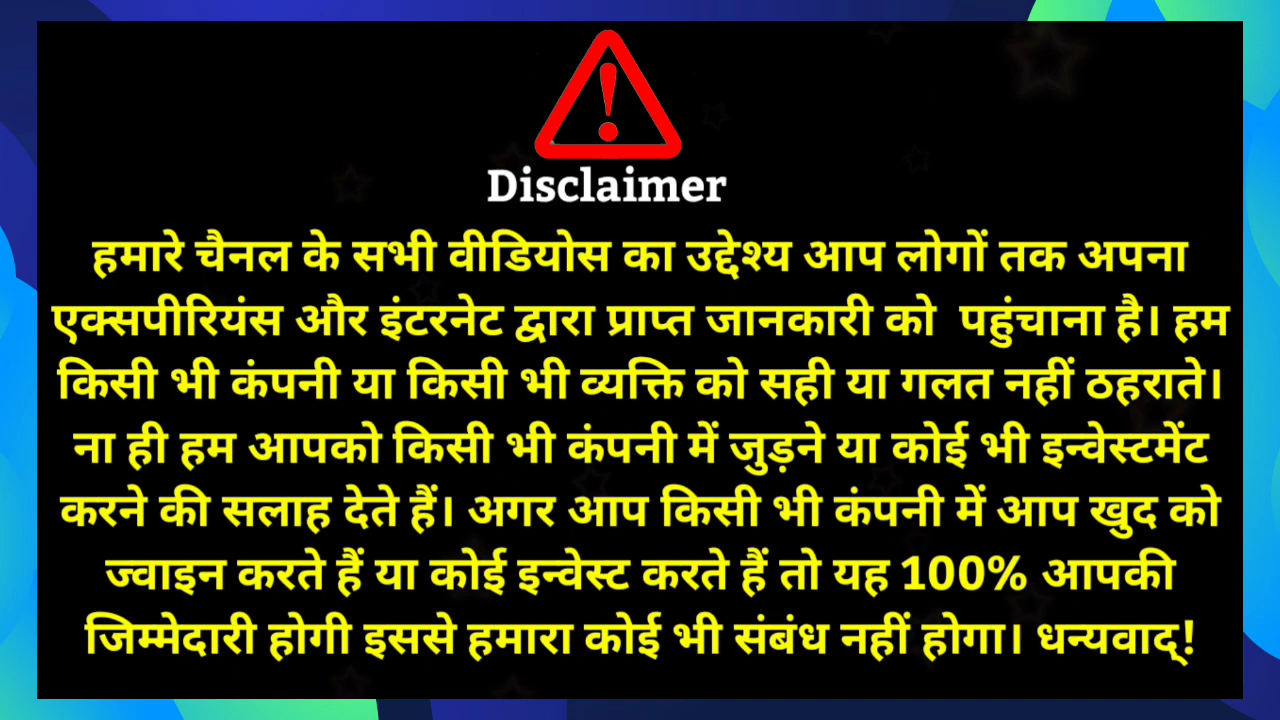 Disclaimer
हमारे चैनल के सभी वीडियोस का उद्देश्य आप लोगों तक अपना
एक्सपीरियंस और इंटरनेट द्वारा प्राप्त जानकारी को पहुंचाना है। हम
किसी भी कंपनी या किसी भी व्यक्ति को सही या गलत नहीं ठहराते।
ना ही हम आपको किसी भी कंपनी में जुड़ने या कोई भी इन्वेस्टमेंट
करने की सलाह देते हैं। अगर आप किसी भी कंपनी में आप खुद को
ज्वाइन करते हैं या कोई इन्वेस्ट करते हैं तो यह 100% आपकी
जिम्मेदारी होगी इससे हमारा कोई भी संबंध नहीं होगा। धन्यवाद्!